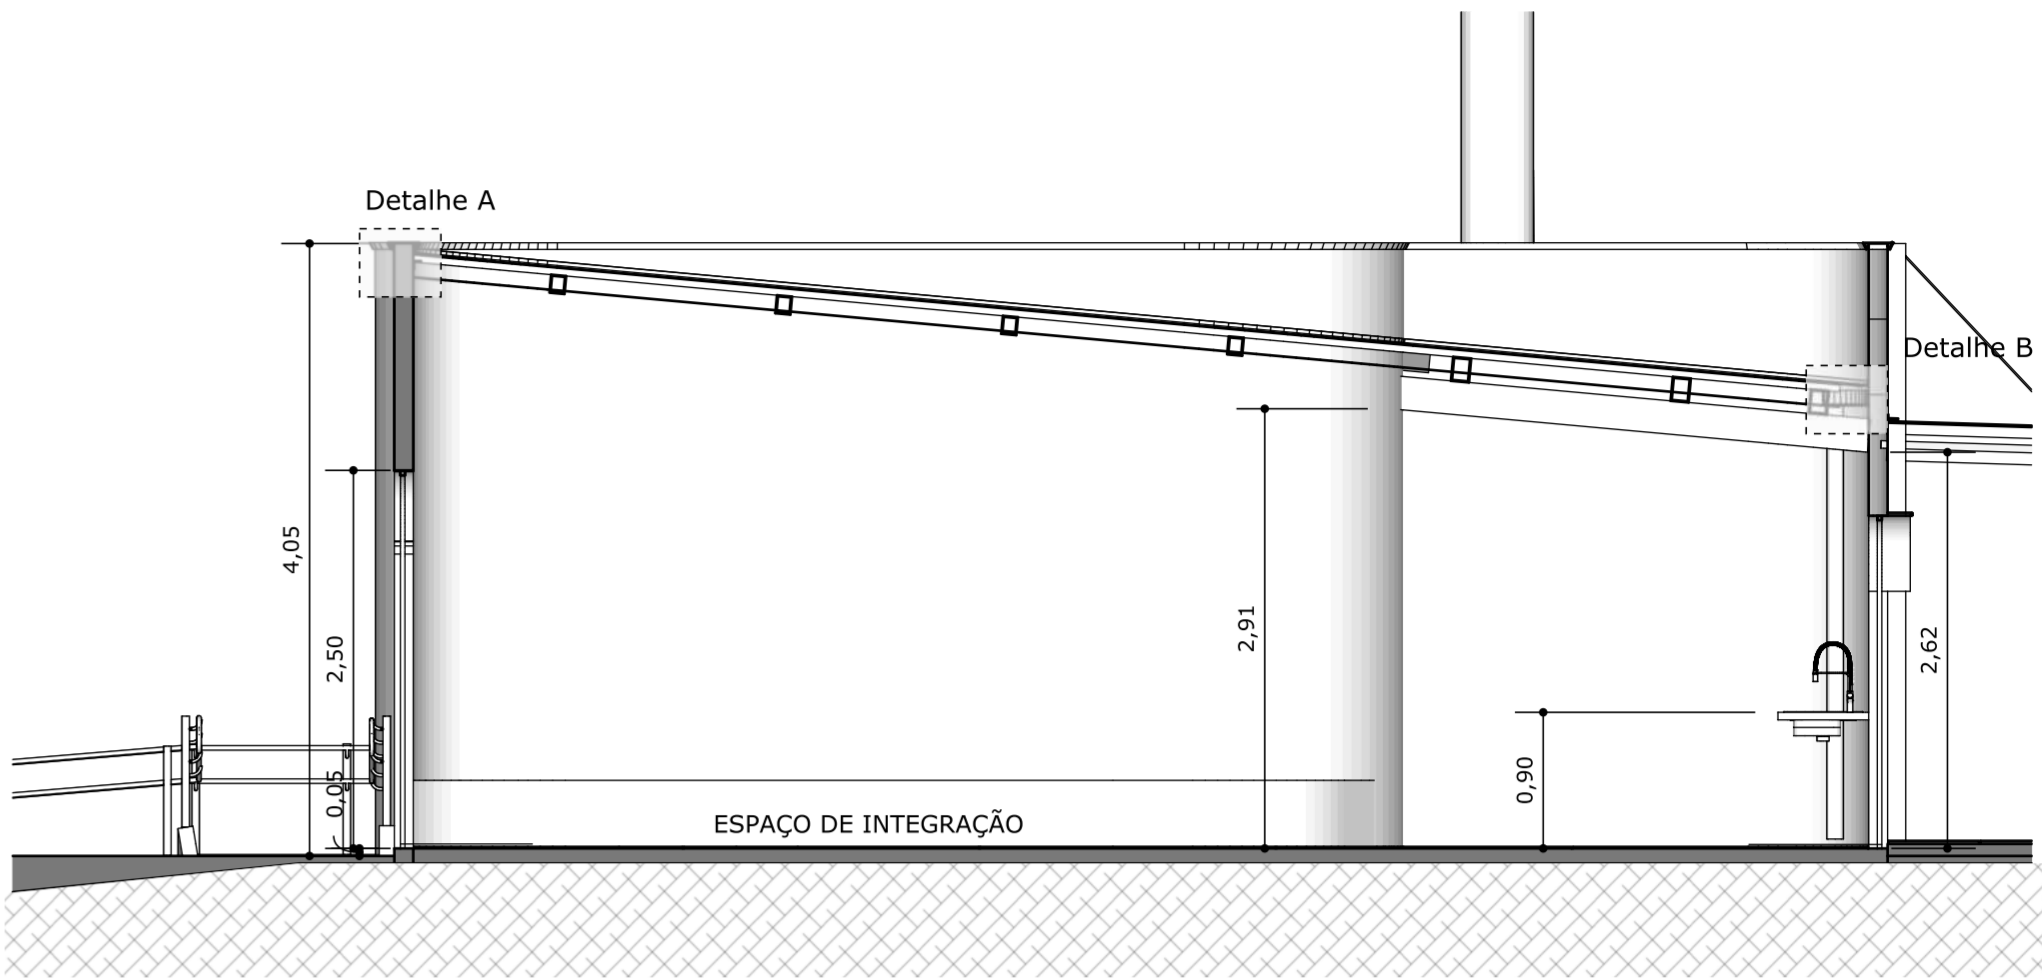 Detalhe A
Detalhe B
4,05
2,50
2,91
2,62
0,90
0,05
ESPAÇO DE INTEGRAÇÃO